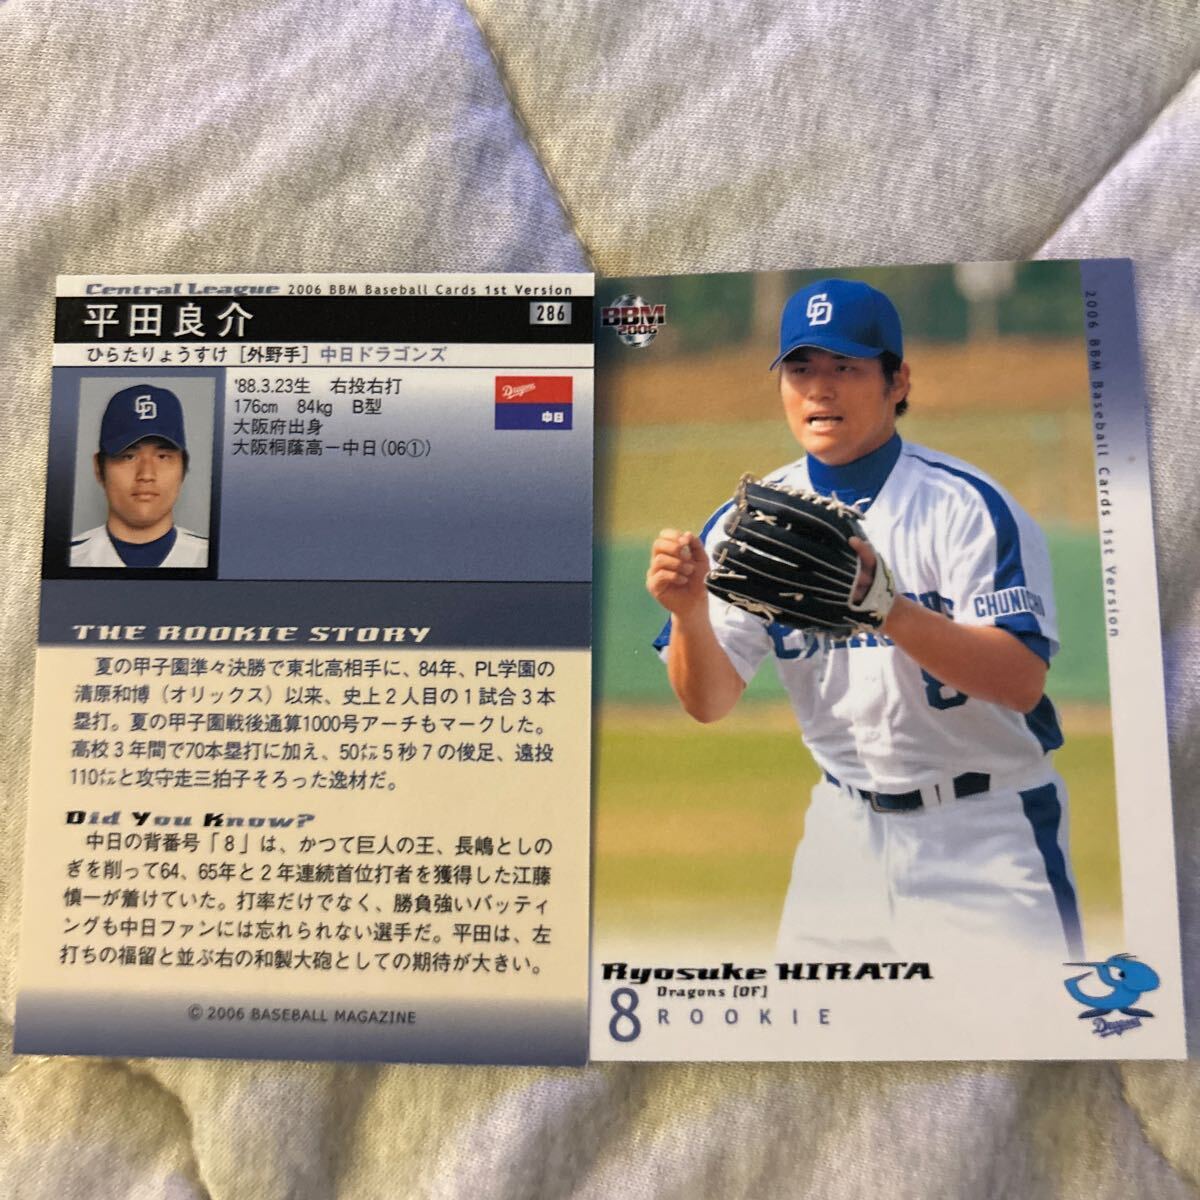 Central League 2006 BBM Baseball Cards 1st Version
平田良介 286
ひらたりょうすけ [外野手] 中日ドラゴンズ
'88.3.23生 右投右打
176cm 84kg B型
大阪府出身
大阪桐蔭高ー中日(06①)
Dragons
中日
CD
THE ROOKIE STORY
夏の甲子園準々決勝で東北高相手に、84年、PL学園の
清原和博(オリックス)以来、史上2人目の1試合3本
塁打。夏の甲子園戦後通算1000号アーチもマークした。
高校3年間で70本塁打に加え、50㍍5秒7の俊足、遠投
110㍍と攻守走三拍子そろった逸材だ。
Did You Know?
中日の背番号「8」は、かつて巨人の王、長嶋としの
ぎを削って64、65年と2年連続首位打者を獲得した江藤
慎一が着けていた。打率だけでなく、勝負強いバッティ
ングも中日ファンには忘れられない選手だ。平田は、左
打ちの福留と並ぶ右の和製大砲としての期待が大きい。
© 2006 BASEBALL MAGAZINE
BBM
2006
2006 BBM Baseball Cards 1st Version
CD
CHUNICHI
8
Ryosuke HIRATA
Dragons [OF]
8 ROOKIE
Dragons